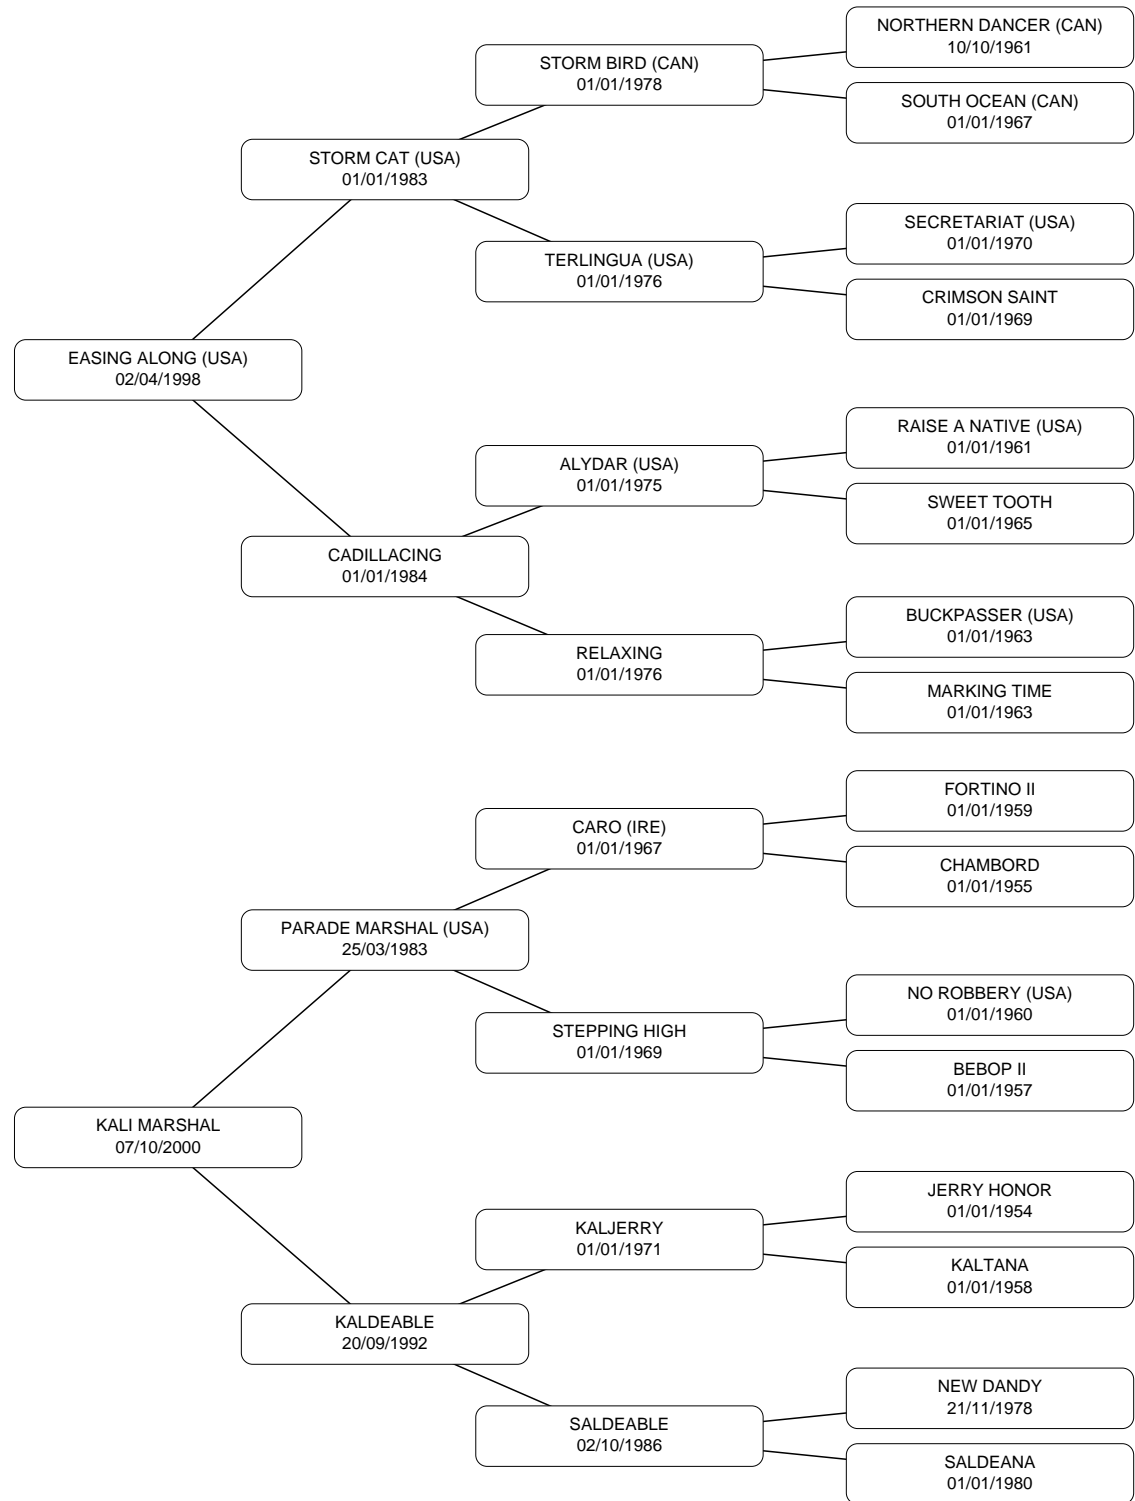 NORTHERN DANCER (CAN)
10/10/1961
STORM BIRD (CAN)
01/01/1978
SOUTH OCEAN (CAN)
01/01/1967
STORM CAT (USA)
01/01/1983
SECRETARIAT (USA)
01/01/1970
TERLINGUA (USA)
01/01/1976
CRIMSON SAINT
01/01/1969
EASING ALONG (USA)
02/04/1998
RAISE A NATIVE (USA)
01/01/1961
ALYDAR (USA)
01/01/1975
SWEET TOOTH
01/01/1965
CADILLACING
01/01/1984
BUCKPASSER (USA)
01/01/1963
RELAXING
01/01/1976
MARKING TIME
01/01/1963
FORTINO II
01/01/1959
CARO (IRE)
01/01/1967
CHAMBORD
01/01/1955
PARADE MARSHAL (USA)
25/03/1983
NO ROBBERY (USA)
01/01/1960
STEPPING HIGH
01/01/1969
BEBOP II
01/01/1957
KALI MARSHAL
07/10/2000
JERRY HONOR
01/01/1954
KALJERRY
01/01/1971
KALTANA
01/01/1958
KALDEABLE
20/09/1992
NEW DANDY
21/11/1978
SALDEABLE
02/10/1986
SALDEANA
01/01/1980